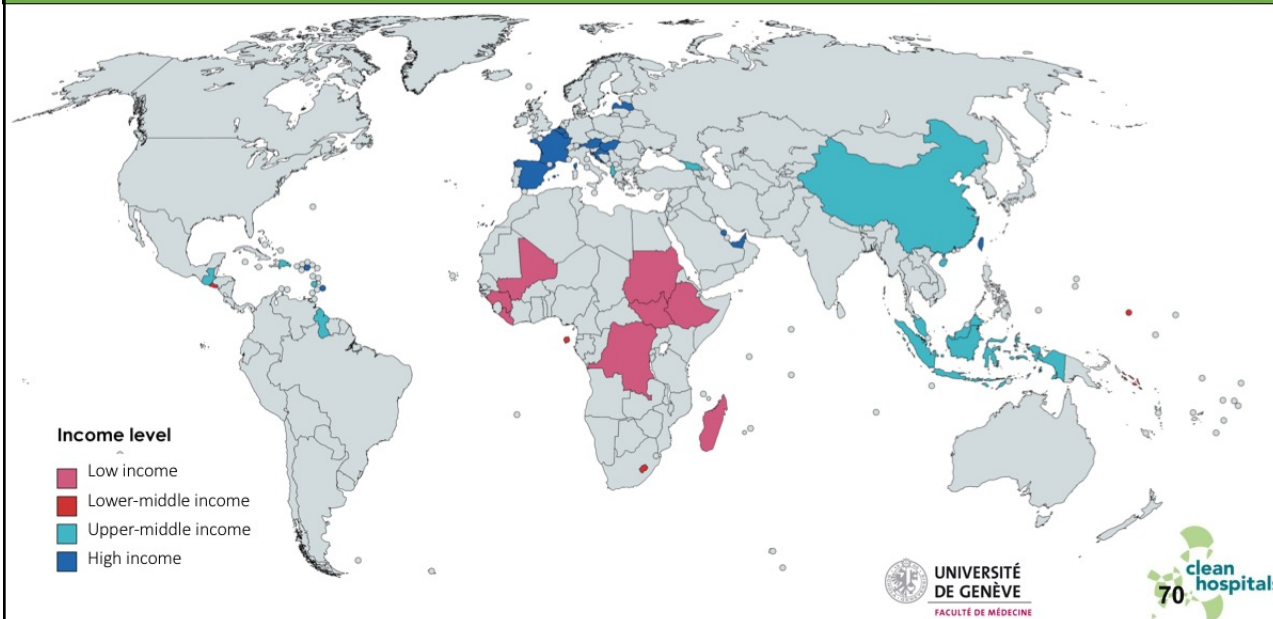 Income level
Low income
Lower-middle income
Upper-middle income
High income
UNIVERSITÉ
DE GENÈVE
FACULTÉ DE MÉDECINE
clean
hospitals
70